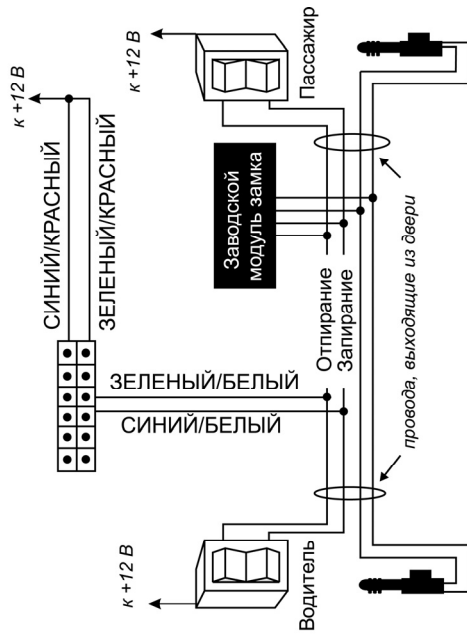 к +12 В
СИНИЙ/КРАСНЫЙ
ЗЕЛЕНЫЙ/КРАСНЫЙ
ЗЕЛЕНЫЙ/БЕЛЫЙ
СИНИЙ/БЕЛЫЙ
к +12 В
Водитель
к +12 В
Пассажир
Заводской
модуль замка
Отпирание
Запирание
провода, выходящие из двери